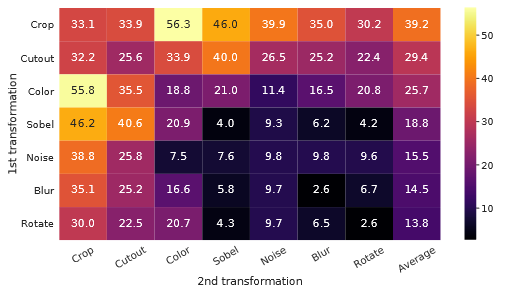 Crop 33.1 33.9 56.3 46.0 39.9 35.0 30.2 39.2
Cutout 32.2 25.6 33.9 40.0 26.5 25.2 22.4 29.4
Color 55.8 35.5 18.8 21.0 11.4 16.5 20.8 25.7
Sobel 46.2 40.6 20.9 4.0 9.3 6.2 4.2 18.8
Noise 38.8 25.8 7.5 7.6 9.8 9.8 9.6 15.5
Blur 35.1 25.2 16.6 5.8 9.7 2.6 6.7 14.5
Rotate 30.0 22.5 20.7 4.3 9.7 6.5 2.6 13.8
Crop Cutout Color Sobel Noise Blur Rotate Average
1st transformation
2nd transformation
50
40
30
20
10